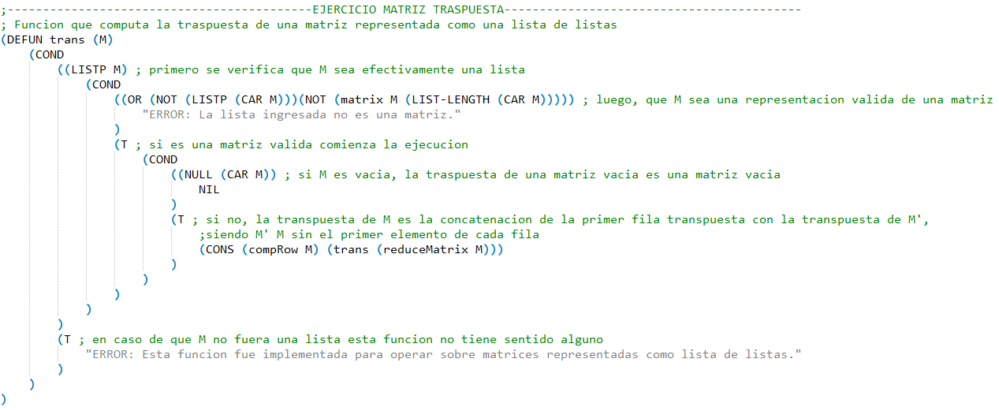 ;-------------------------------------------EJERCICIO MATRIZ TRASPUESTA------------------------------------------
; Funcion que computa la traspuesta de una matriz representada como una lista de listas
(DEFUN trans (M)
    (COND
        ((LISTP M) ; primero se verifica que M sea efectivamente una lista
            (COND
                ((OR (NOT (LISTP (CAR M)))(NOT (matrix M (LIST-LENGTH (CAR M))))) ; luego, que M sea una representacion valida de una matriz
                    "ERROR: La lista ingresada no es una matriz."
                )
                (T ; si es una matriz valida comienza la ejecucion
                    (COND
                        ((NULL (CAR M)) ; si M es vacia, la traspuesta de una matriz vacia es una matriz vacia
                            NIL
                        )
                        (T ; si no, la transpuesta de M es la concatenacion de la primer fila transpuesta con la transpuesta de M',
                            ;siendo M' M sin el primer elemento de cada fila
                            (CONS (compRow M) (trans (reduceMatrix M)))
                        )
                    )
                )
            )
        )
        (T ; en caso de que M no fuera una lista esta funcion no tiene sentido alguno
            "ERROR: Esta funcion fue implementada para operar sobre matrices representadas como lista de listas."
        )
    )
)